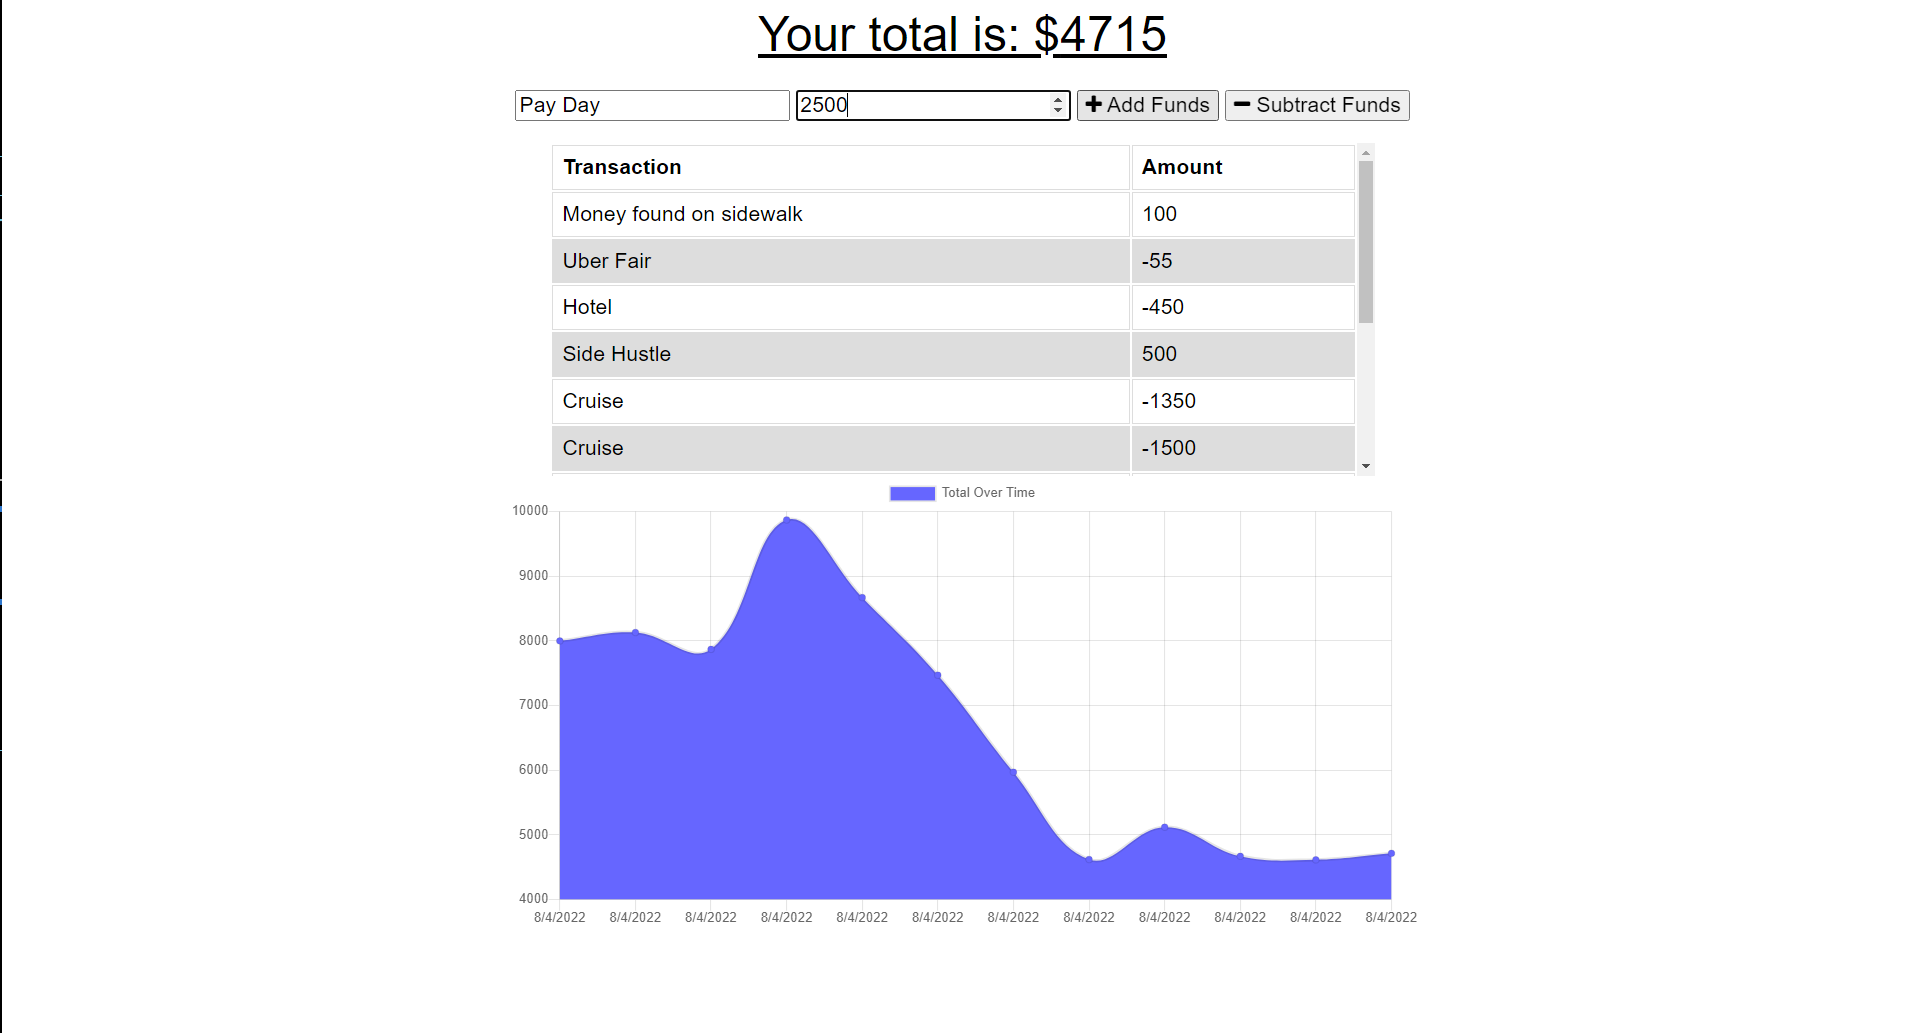 Your total is: $4715
Pay Day 2500 Add Funds Subtract Funds
Transaction Amount
Money found on sidewalk 100
Uber Fair -55
Hotel -450
Side Hustle 500
Cruise -1350
Cruise -1500
Total Over Time
10000
9000
8000
7000
6000
5000
4000
8/4/2022 8/4/2022 8/4/2022 8/4/2022 8/4/2022 8/4/2022 8/4/2022 8/4/2022 8/4/2022 8/4/2022 8/4/2022 8/4/2022